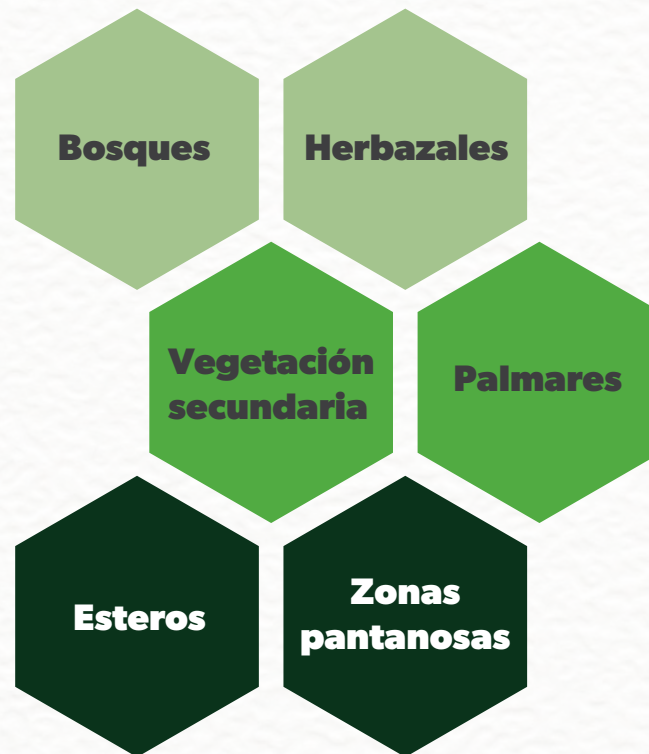 Bosques
Herbazales
Vegetación
secundaria
Palmares
Esteros
Zonas
pantanosas